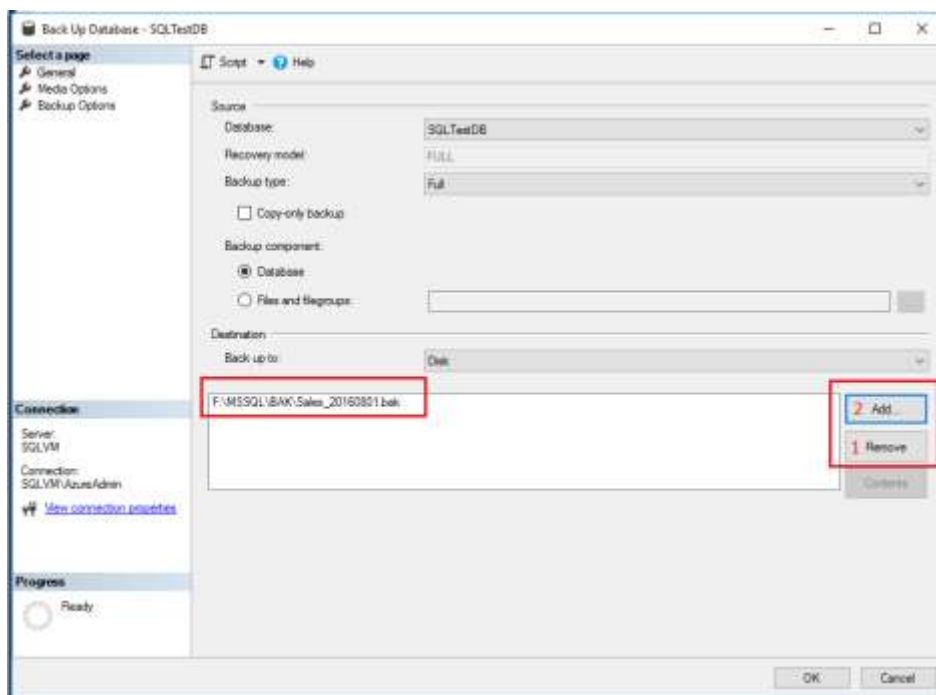 Back Up Database - SQLTestDB
Select a page
General
Media Options
Backup Options
Script
Help
Source
Database:
SQLTestDB
Recovery model:
FULL
Backup type:
Full
Copy-only backup
Backup component:
Database
Files and filegroups:
...
Destination
Back up to:
Disk
F:\MSSQL\BAK\Sales_20160801.bak
2 Add...
1 Remove
Contents
Connection
Server:
SQLVM
Connection:
SQLVM\AzureAdmin
View connection properties
Progress
Ready
OK
Cancel